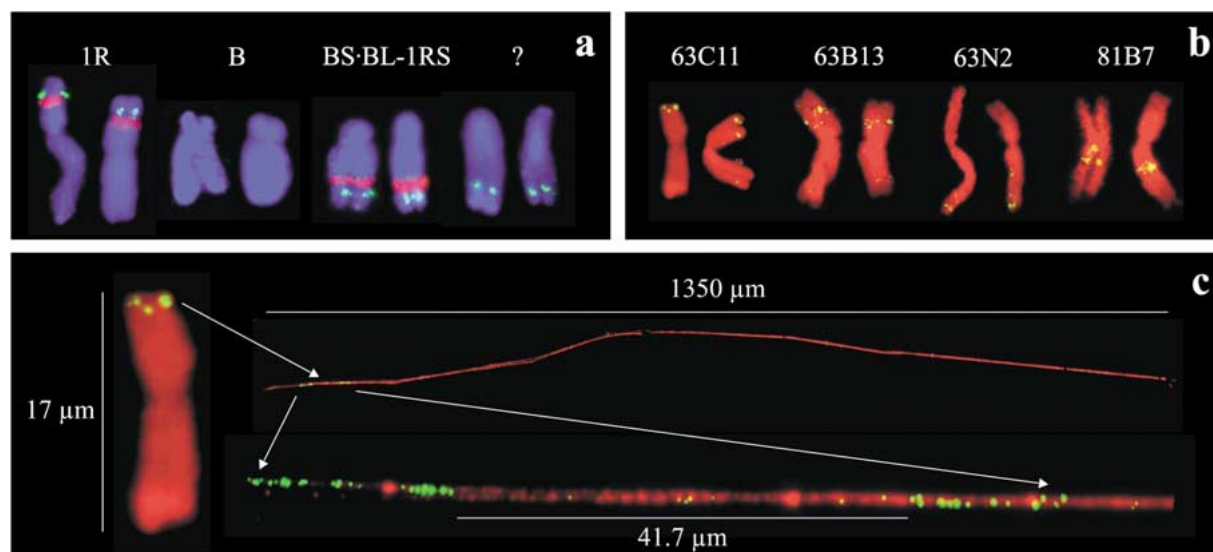 a
1R B BS·BL-1RS ?
b
63C11 63B13 63N2 81B7
c
1350 µm
17 µm
41.7 µm